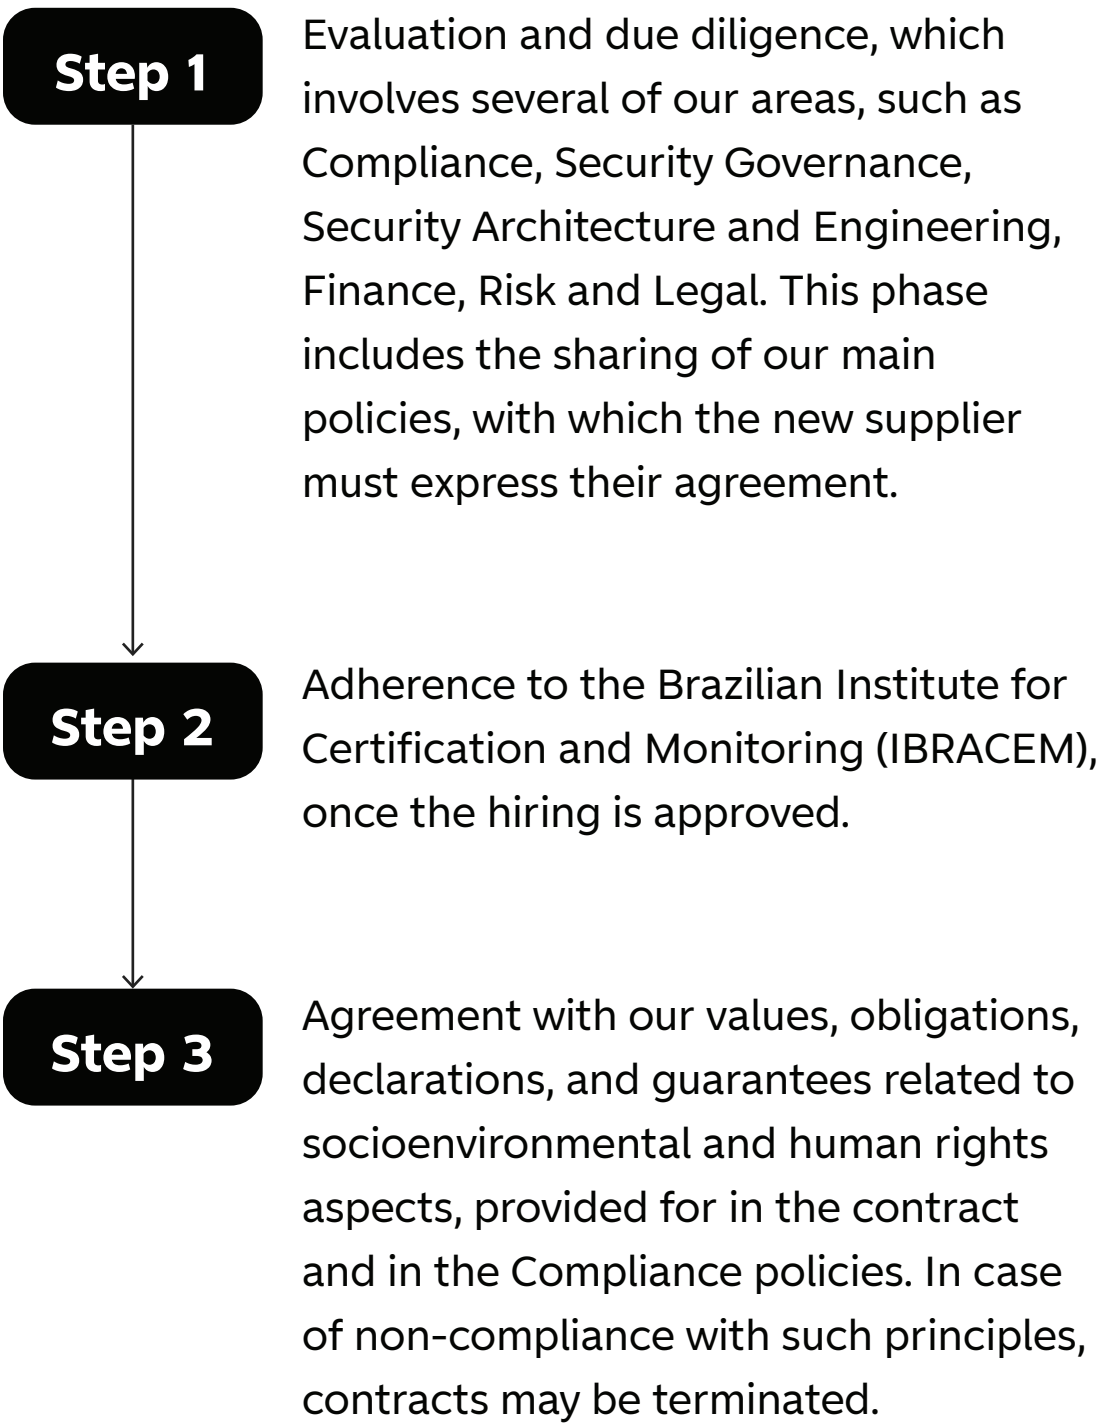 Step 1
Evaluation and due diligence, which
involves several of our areas, such as
Compliance, Security Governance,
Security Architecture and Engineering,
Finance, Risk and Legal. This phase
includes the sharing of our main
policies, with which the new supplier
must express their agreement.
Step 2
Adherence to the Brazilian Institute for
Certification and Monitoring (IBRACEM),
once the hiring is approved.
Step 3
Agreement with our values, obligations,
declarations, and guarantees related to
socioenvironmental and human rights
aspects, provided for in the contract
and in the Compliance policies. In case
of non-compliance with such principles,
contracts may be terminated.